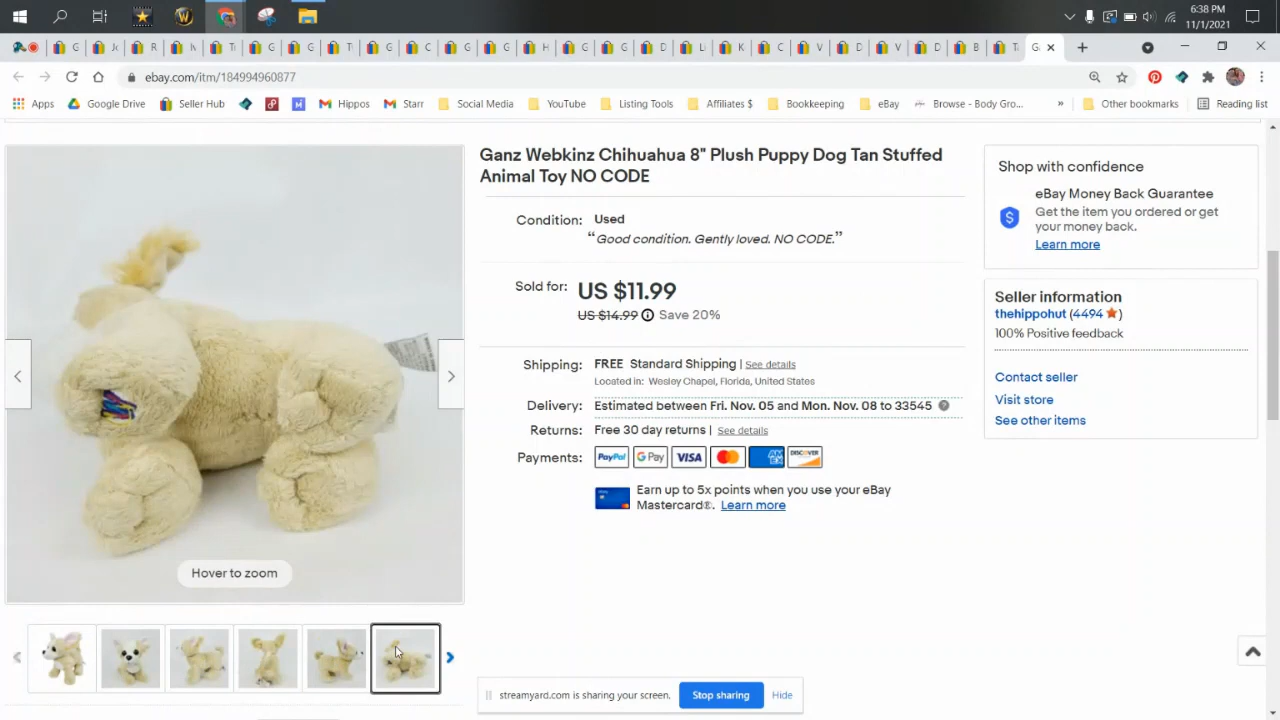 6:38 PM
11/1/2021
ebay.com/itm/184994960877
Apps
Google Drive
Seller Hub
Hippos
Starr
Social Media
YouTube
Listing Tools
Affiliates $
Bookkeeping
eBay
Browse - Body Gro...
»
Other bookmarks
Reading list
Ganz Webkinz Chihuahua 8" Plush Puppy Dog Tan Stuffed
Animal Toy NO CODE
Condition: Used
“Good condition. Gently loved. NO CODE.”
Sold for: US $11.99
US $14.99 Save 20%
Shipping: FREE Standard Shipping | See details
Located in: Wesley Chapel, Florida, United States
Delivery: Estimated between Fri. Nov. 05 and Mon. Nov. 08 to 33545
Returns: Free 30 day returns | See details
Payments: PayPal G Pay VISA AMEX DISCOVER
Earn up to 5x points when you use your eBay
Mastercard®. Learn more
Shop with confidence
eBay Money Back Guarantee
Get the item you ordered or get
your money back.
Learn more
Seller information
thehippohut (4494)
100% Positive feedback
Contact seller
Visit store
See other items
Hover to zoom
streamyard.com is sharing your screen.
Stop sharing
Hide